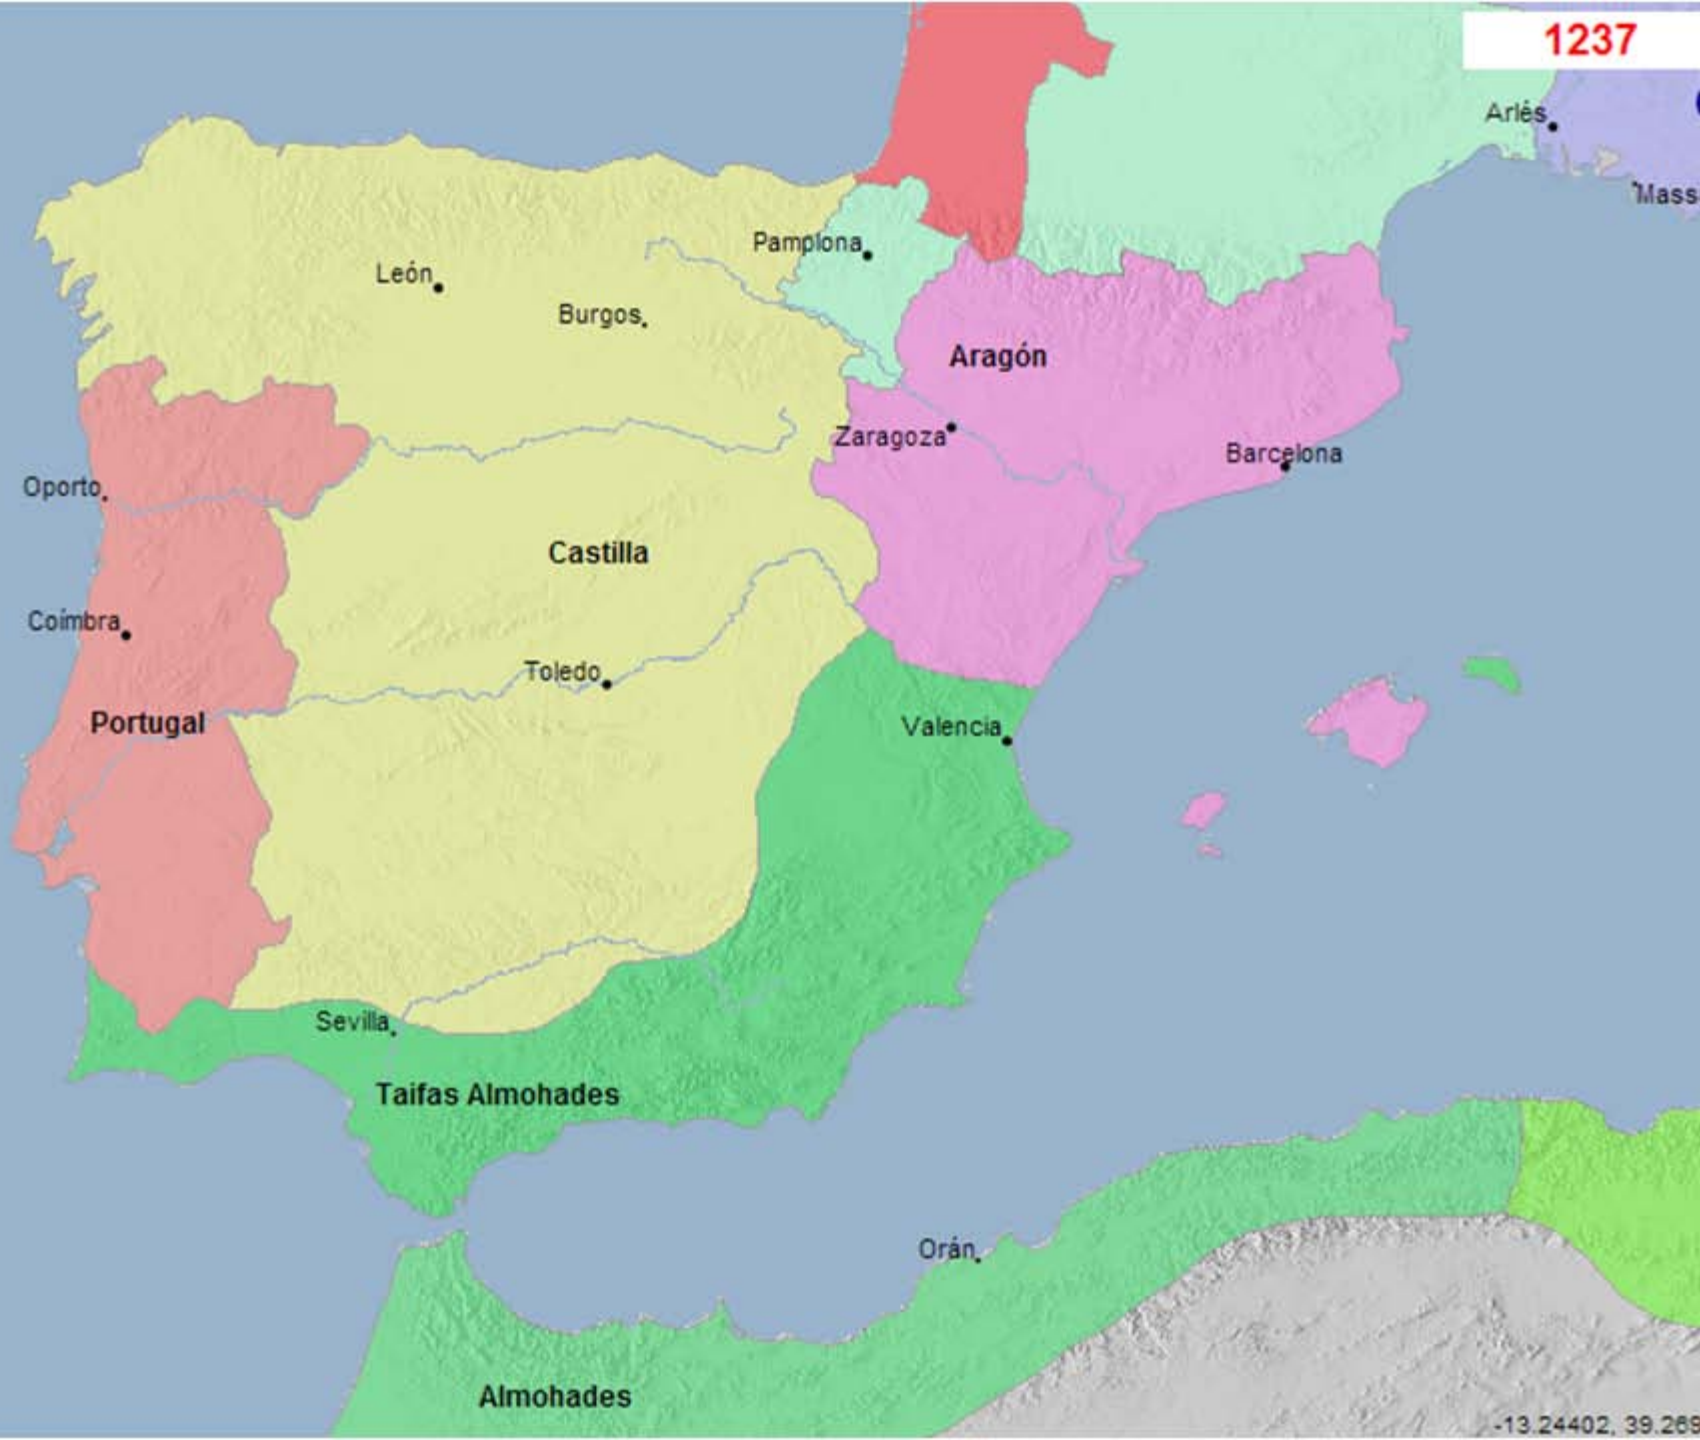 1237
Arlés
Mass
Pamplona
León
Burgos
Aragón
Zaragoza
Barcelona
Oporto
Castilla
Coímbra
Toledo
Portugal
Valencia
Sevilla
Taifas Almohades
Orán
Almohades
-13.24402, 39.269